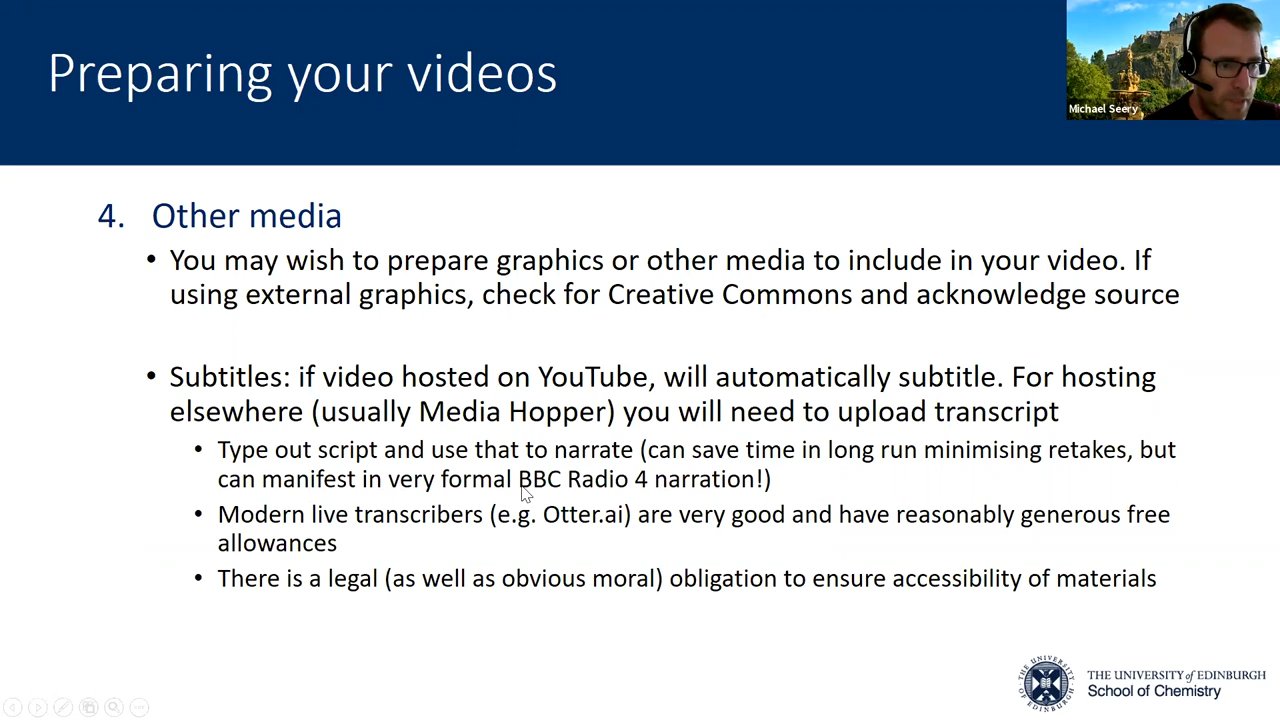 Preparing your videos
Michael Seery
4. Other media
• You may wish to prepare graphics or other media to include in your video. If
using external graphics, check for Creative Commons and acknowledge source
• Subtitles: if video hosted on YouTube, will automatically subtitle. For hosting
elsewhere (usually Media Hopper) you will need to upload transcript
• Type out script and use that to narrate (can save time in long run minimising retakes, but
can manifest in very formal BBC Radio 4 narration!)
• Modern live transcribers (e.g. Otter.ai) are very good and have reasonably generous free
allowances
• There is a legal (as well as obvious moral) obligation to ensure accessibility of materials
THE UNIVERSITY of EDINBURGH
School of Chemistry
THE UNIVERSITY OF EDINBURGH